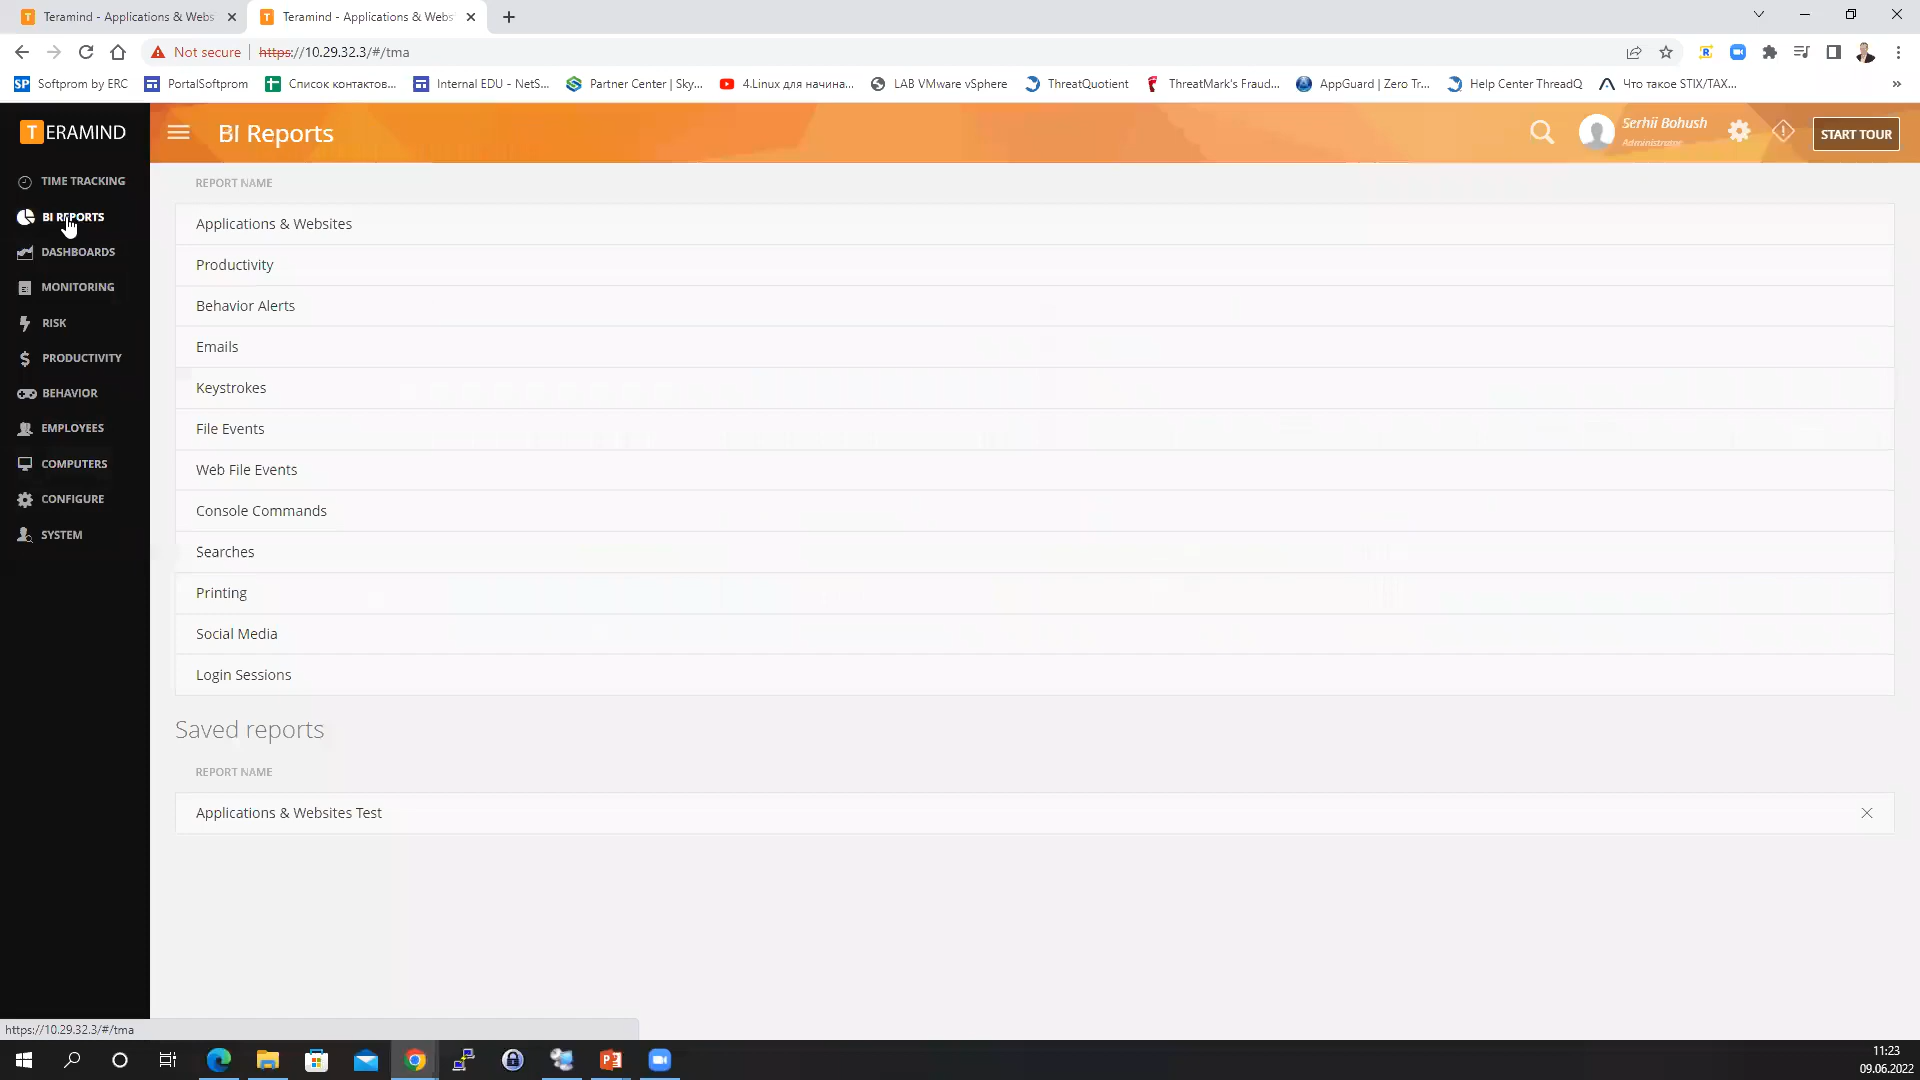 Teramind - Applications & Webs
Teramind - Applications & Webs
Not secure https://10.29.32.3/#/tma
SP Softprom by ERC
PortalSoftprom
Список контактов...
Internal EDU - NetS...
Partner Center | Sky...
4.Linux для начина...
LAB VMware vSphere
ThreatQuotient
ThreatMark's Fraud...
AppGuard | Zero Tr...
Help Center ThreadQ
Что такое STIX/TAX...
»
TERAMIND
BI Reports
Serhii Bohush
Administrator
START TOUR
TIME TRACKING
BI REPORTS
DASHBOARDS
MONITORING
RISK
PRODUCTIVITY
BEHAVIOR
EMPLOYEES
COMPUTERS
CONFIGURE
SYSTEM
REPORT NAME
Applications & Websites
Productivity
Behavior Alerts
Emails
Keystrokes
File Events
Web File Events
Console Commands
Searches
Printing
Social Media
Login Sessions
Saved reports
REPORT NAME
Applications & Websites Test
https://10.29.32.3/#/tma
11:23
09.06.2022